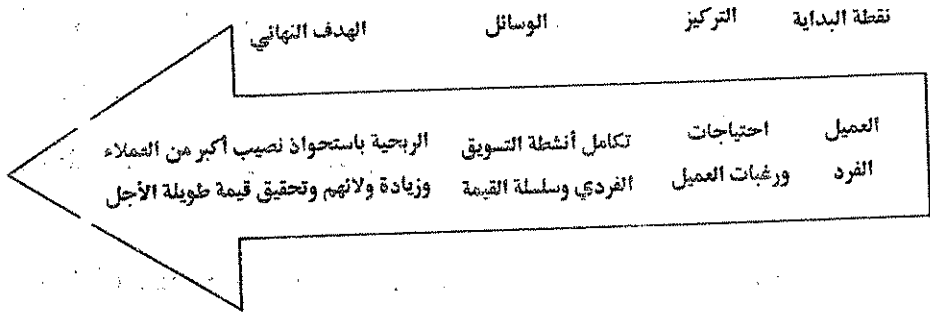 نقطة البداية التركيز الوسائل الهدف النهائي
العميل احتياجات تكامل أنشطة التسويق الربحية باستحواذ نصيب أكبر من العملاء
الفرد ورغبات العميل الفردي وسلسلة القيمة وزيادة ولائهم وتحقيق قيمة طويلة الأجل